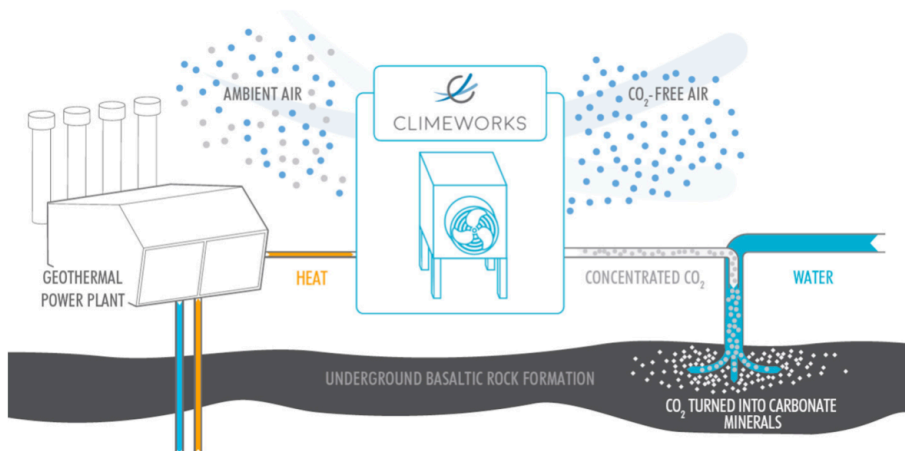 AMBIENT AIR
CLIMEWORKS
CO₂- FREE AIR
GEOTHERMAL
POWER PLANT
HEAT
CONCENTRATED CO₂
WATER
UNDERGROUND BASALTIC ROCK FORMATION
CO₂ TURNED INTO CARBONATE
MINERALS